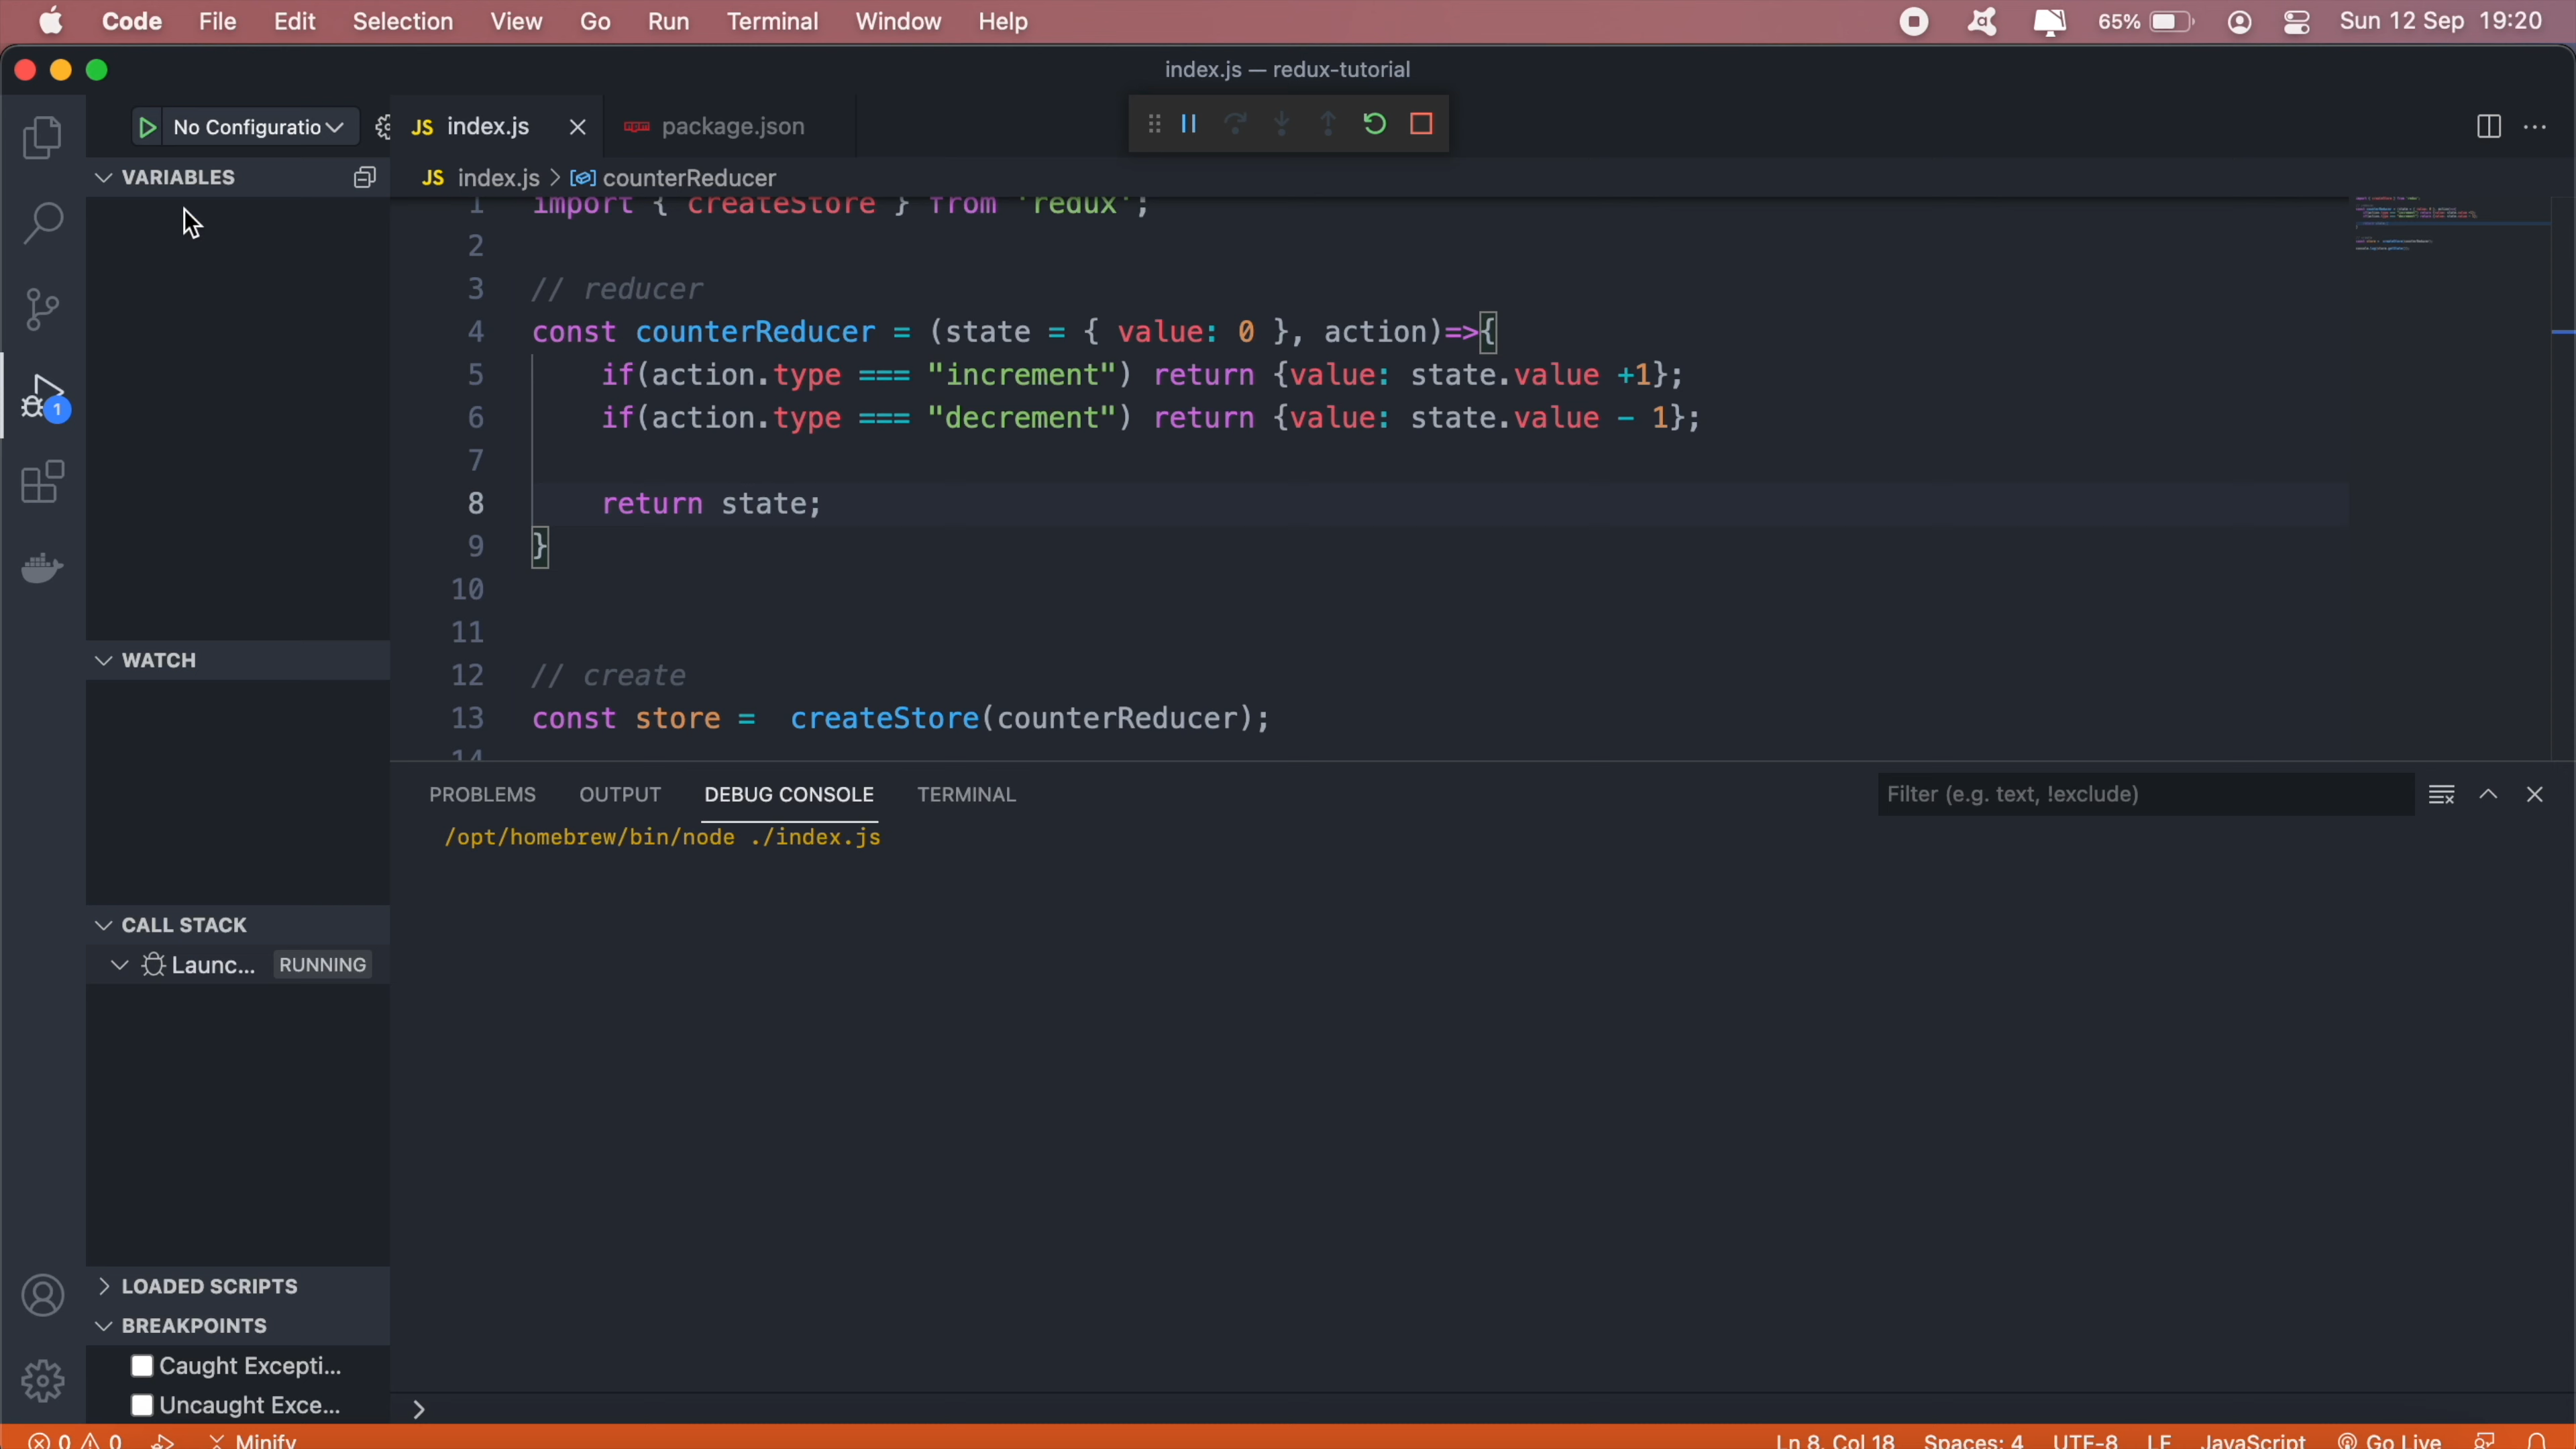 Code File Edit Selection View Go Run Terminal Window Help 65% Sun 12 Sep 19:20
index.js — redux-tutorial
No Configuratio
JS index.js package.json
VARIABLES
JS index.js > counterReducer
1 import { createStore } from 'redux';
2
3 // reducer
4 const counterReducer = (state = { value: 0 }, action)=>{
5 if(action.type === "increment") return {value: state.value +1};
6 if(action.type === "decrement") return {value: state.value - 1};
7
8 return state;
9 }
10
11
12 // create
13 const store =  createStore(counterReducer);
14
WATCH
CALL STACK
Launc... RUNNING
LOADED SCRIPTS
BREAKPOINTS
Caught Excepti...
Uncaught Exce...
1
PROBLEMS OUTPUT DEBUG CONSOLE TERMINAL Filter (e.g. text, !exclude)
/opt/homebrew/bin/node ./index.js
>
0 0 Minify Ln 8, Col 18 Spaces: 4 UTF-8 LF JavaScript Go Live